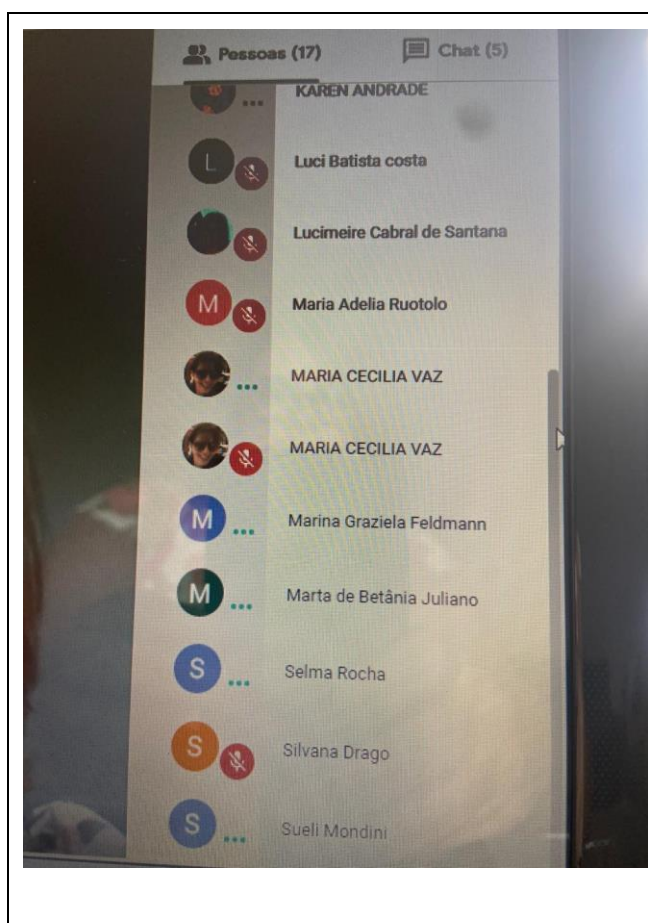 Pessoas (17) Chat (5)
KAREN ANDRADE
L Luci Batista costa
Lucimeire Cabral de Santana
M Maria Adelia Ruotolo
MARIA CECILIA VAZ
MARIA CECILIA VAZ
M Marina Graziela Feldmann
M Marta de Betânia Juliano
S Selma Rocha
S Silvana Drago
S Sueli Mondini